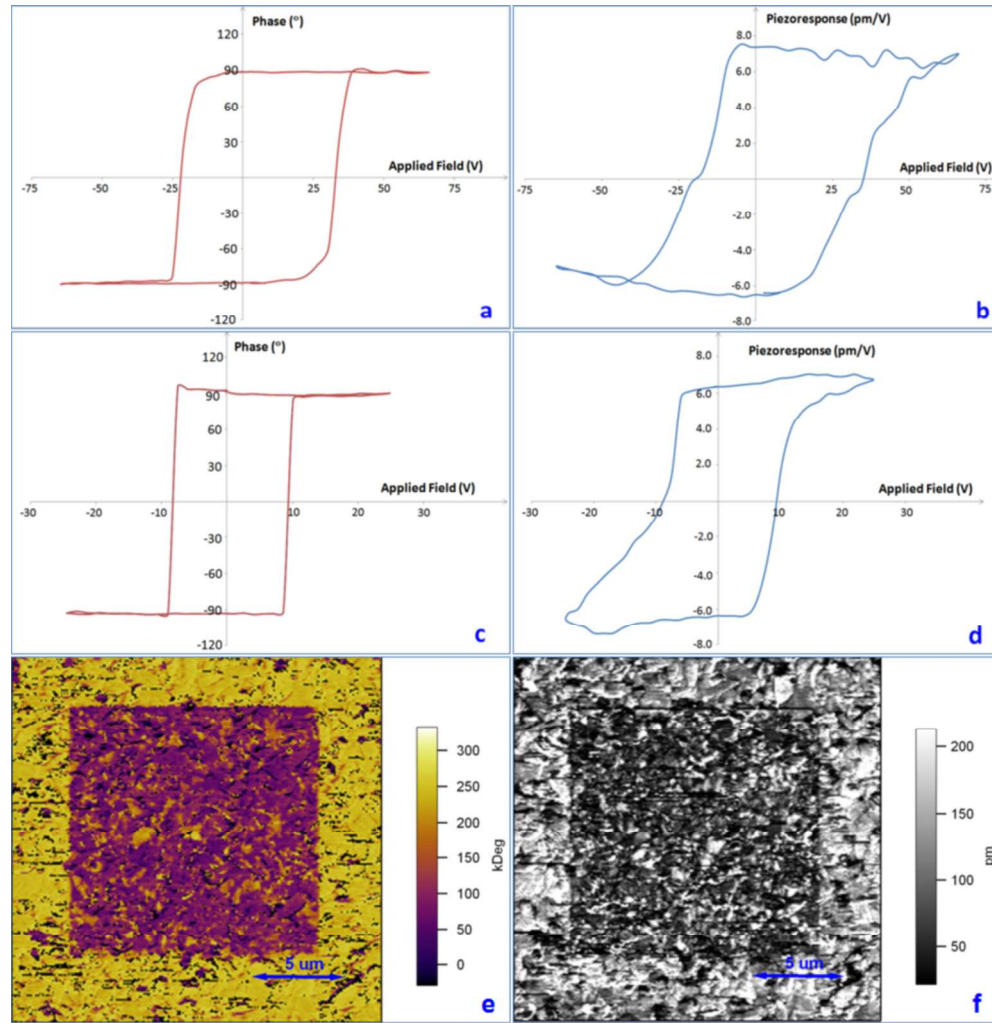 Phase (°)
120
90
60
30
Applied Field (V)
-75 -50 -25 25 50 75
-30
-60
-90
-120
a
Piezoresponse (pm/V)
8.0
6.0
4.0
2.0
Applied Field (V)
-75 -50 -25 25 50 75
-2.0
-4.0
-6.0
-8.0
b
Phase (°)
120
90
60
30
Applied Field (V)
-30 -20 -10 10 20 30
-30
-60
-90
-120
c
Piezoresponse (pm/V)
8.0
6.0
4.0
2.0
Applied Field (V)
-30 -20 -10 10 20 30
-2.0
-4.0
-6.0
-8.0
d
300
250
200
150
100
50
0
kDeg
5 um
e
200
150
100
50
pm
5 um
f